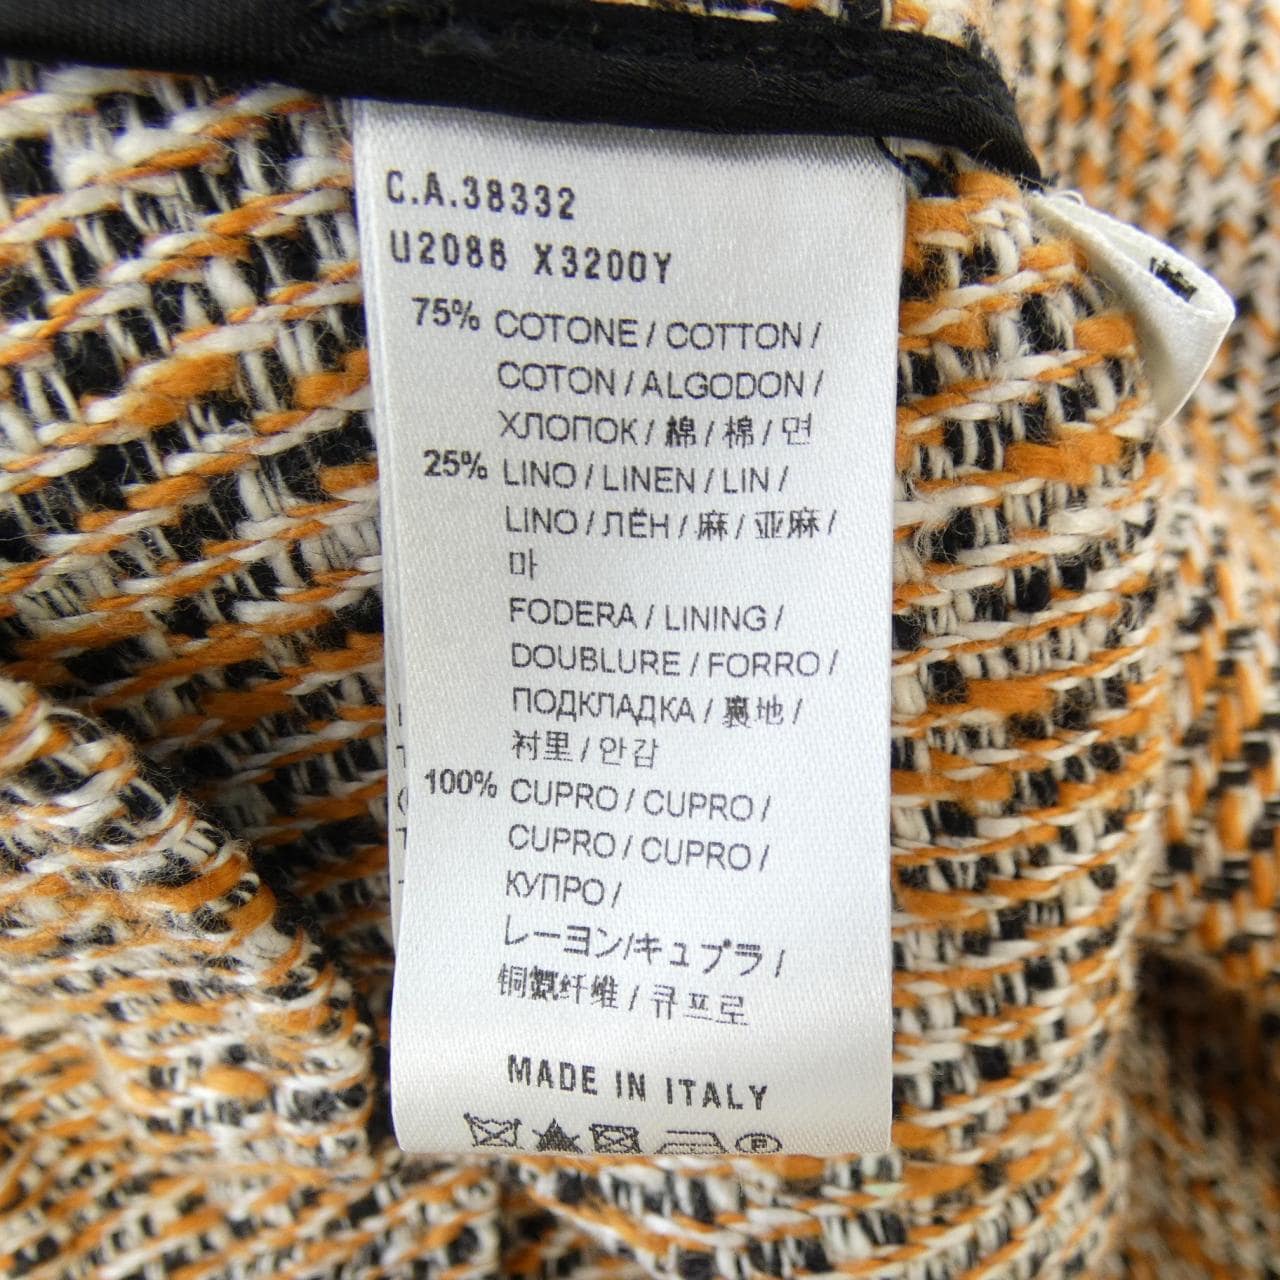 C.A.38332
U2086 X3200Y
75% COTONE / COTTON /
COTON / ALGODON /
ХЛОПОК / 綿 / 棉 / 면
25% LINO / LINEN / LIN /
LINO / ЛЁН / 麻 / 亚麻 /
마
FODERA / LINING /
DOUBLURE / FORRO /
ПОДКЛАДКА / 裏地 /
衬里 / 안감
100% CUPRO / CUPRO /
CUPRO / CUPRO /
КУПРО /
レーヨン/キュプラ /
铜氨纤维 / 큐프로
MADE IN ITALY
P